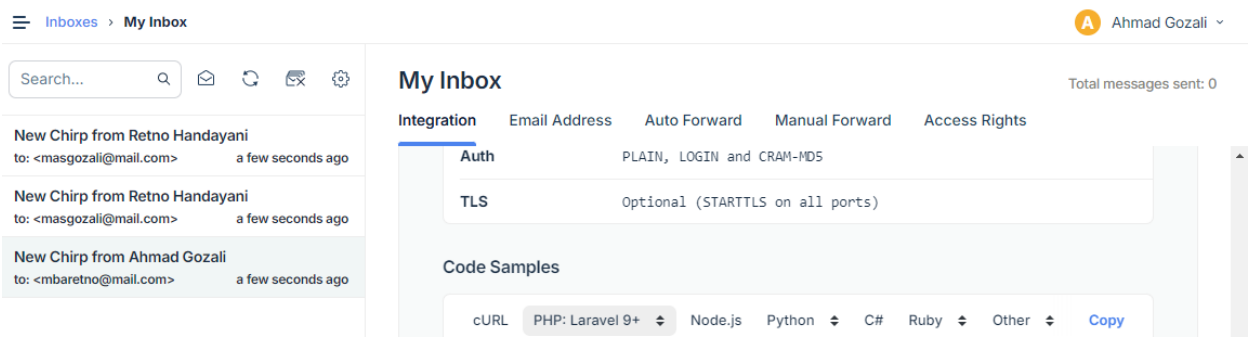 Inboxes › My Inbox
A Ahmad Gozali
Search...
New Chirp from Retno Handayani
to: <masgozali@mail.com> a few seconds ago
New Chirp from Retno Handayani
to: <masgozali@mail.com> a few seconds ago
New Chirp from Ahmad Gozali
to: <mbaretno@mail.com> a few seconds ago
My Inbox
Total messages sent: 0
Integration Email Address Auto Forward Manual Forward Access Rights
Auth PLAIN, LOGIN and CRAM-MD5
TLS Optional (STARTTLS on all ports)
Code Samples
cURL PHP: Laravel 9+ Node.js Python C# Ruby Other Copy